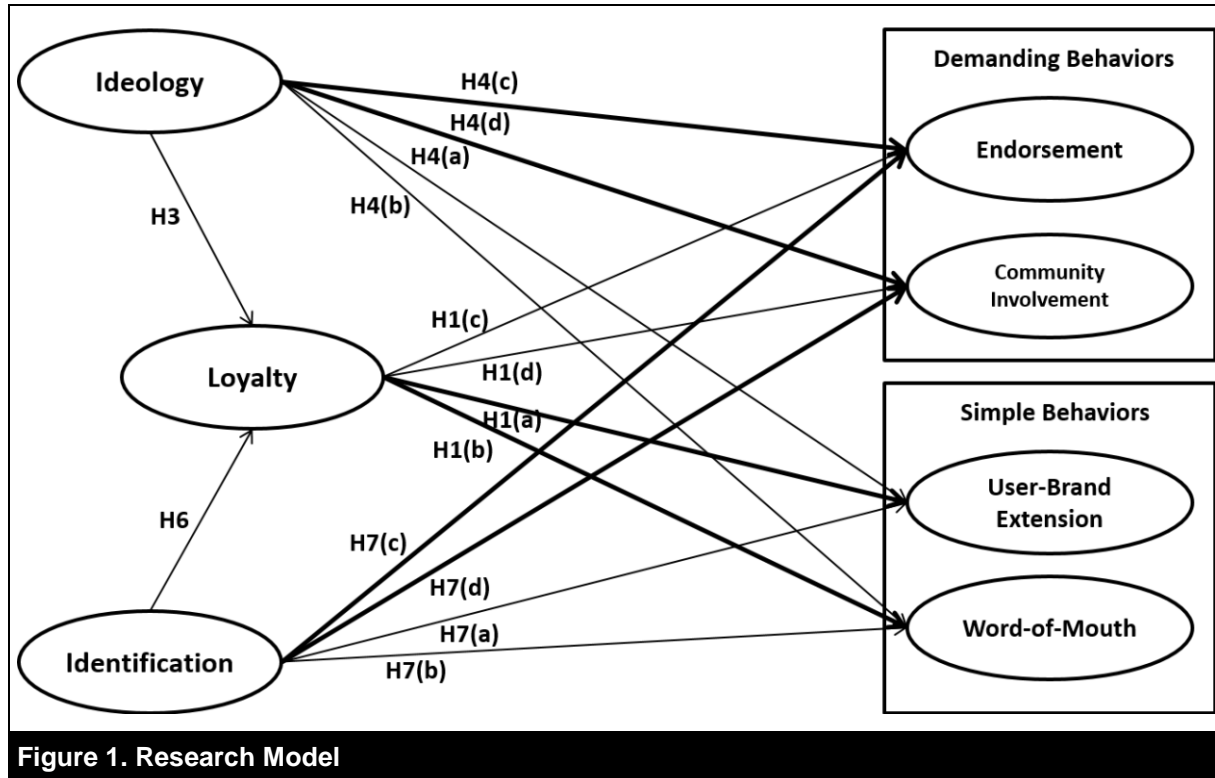 Ideology
Demanding Behaviors
H4(c)
Endorsement
H4(d)
H4(a)
H4(b)
H3
Community
Involvement
H1(c)
Loyalty
H1(d)
H1(a)
H1(b)
Simple Behaviors
User-Brand
Extension
H6
H7(c)
H7(d)
Word-of-Mouth
H7(a)
Identification
H7(b)
Figure 1. Research Model